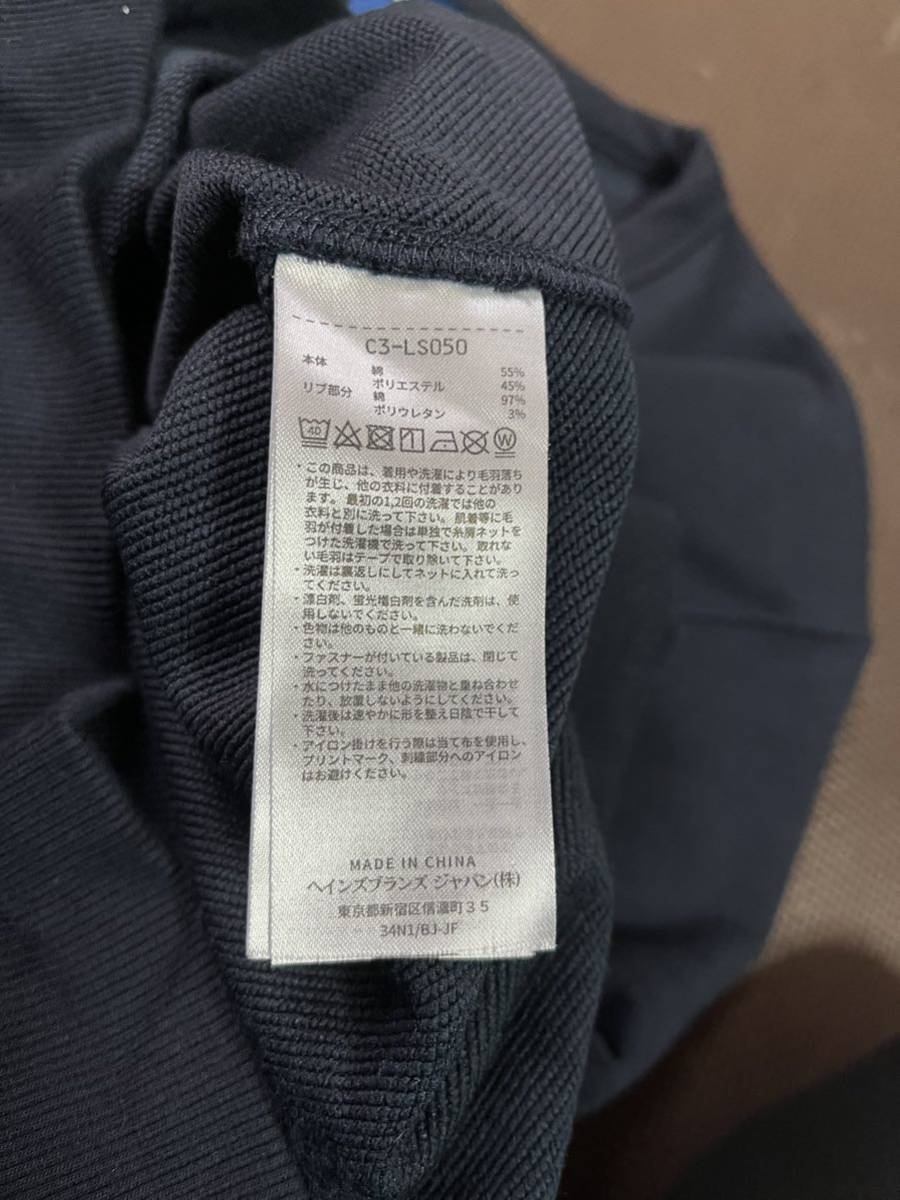 C3-LS050
本体 綿 55%
ポリエステル 45%
リブ部分 綿 97%
ポリウレタン 3%
40 W
・この商品は、着用や洗濯により毛羽落ち
が生じ、他の衣料に付着することがあり
ます。最初の1,2回の洗濯では他の
衣料と別に洗って下さい。肌着等に毛
羽が付着した場合は単独で糸屑ネットを
つけた洗濯機で洗って下さい。取れな
い毛羽はテープで取り除いて下さい。
・洗濯は裏返しにしてネットに入れて洗っ
てください。
・漂白剤、蛍光増白剤を含んだ洗剤は、使
用しないでください。
・色物は他のものと一緒に洗わないでくだ
さい。
・ファスナーが付いている製品は、閉じて
洗ってください。
・水につけたまま他の洗濯物と重ね合わせ
たり、放置しないようにしてください。
・洗濯後は速やかに形を整え日陰で干して
下さい。
・アイロン掛けを行う際は当て布を使用し、
プリントマーク、刺繍部分へのアイロン
はお避けください。
MADE IN CHINA
ヘインズブランズ ジャパン(株)
東京都新宿区信濃町35
34N1/BJ-JF